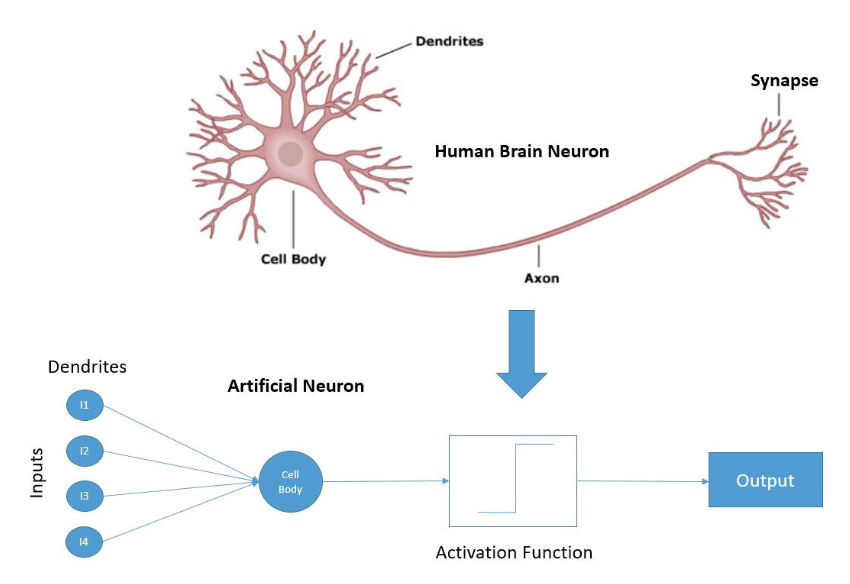 Dendrites
Synapse
Human Brain Neuron
Cell Body
Axon
Dendrites
Artificial Neuron
I1
I2
I3
I4
Inputs
Cell
Body
Output
Activation Function